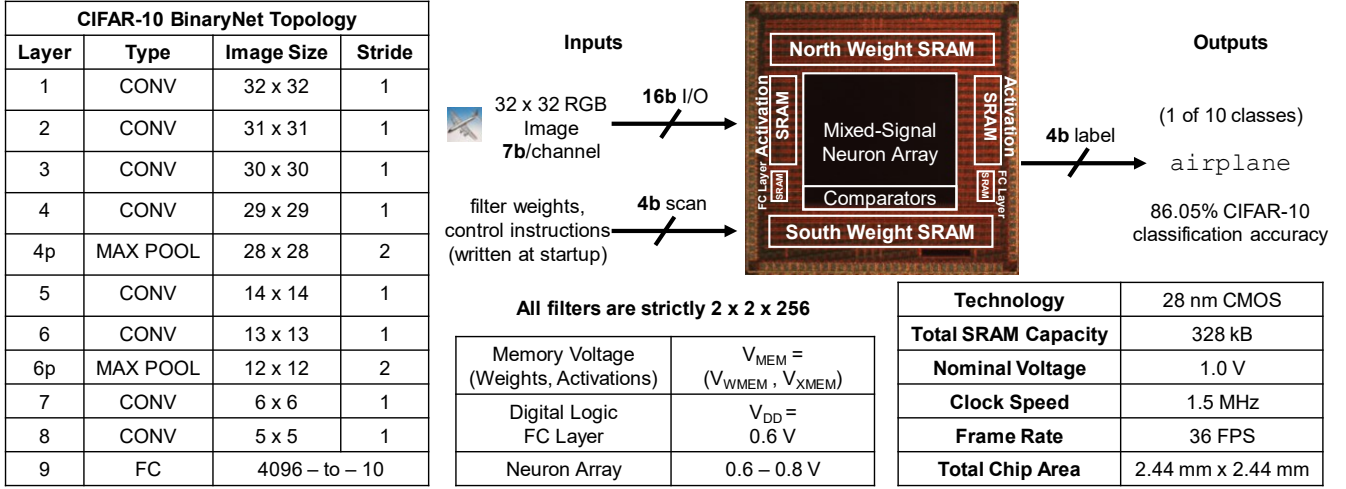 CIFAR-10 BinaryNet Topology
Layer Type Image Size Stride
1 CONV 32 x 32 1
2 CONV 31 x 31 1
3 CONV 30 x 30 1
4 CONV 29 x 29 1
4p MAX POOL 28 x 28 2
5 CONV 14 x 14 1
6 CONV 13 x 13 1
6p MAX POOL 12 x 12 2
7 CONV 6 x 6 1
8 CONV 5 x 5 1
9 FC 4096 – to – 10
Inputs
32 x 32 RGB
Image
7b/channel
16b I/O
filter weights,
control instructions
(written at startup)
4b scan
North Weight SRAM
Activation
SRAM
FC Layer
SRAM
Mixed-Signal
Neuron Array
Comparators
Activation
SRAM
FC Layer
SRAM
South Weight SRAM
Outputs
4b label
(1 of 10 classes)
airplane
86.05% CIFAR-10
classification accuracy
All filters are strictly 2 x 2 x 256
Memory Voltage
(Weights, Activations)
V_MEM =
(V_WMEM , V_XMEM)
Digital Logic
FC Layer
V_DD =
0.6 V
Neuron Array 0.6 – 0.8 V
Technology 28 nm CMOS
Total SRAM Capacity 328 kB
Nominal Voltage 1.0 V
Clock Speed 1.5 MHz
Frame Rate 36 FPS
Total Chip Area 2.44 mm x 2.44 mm